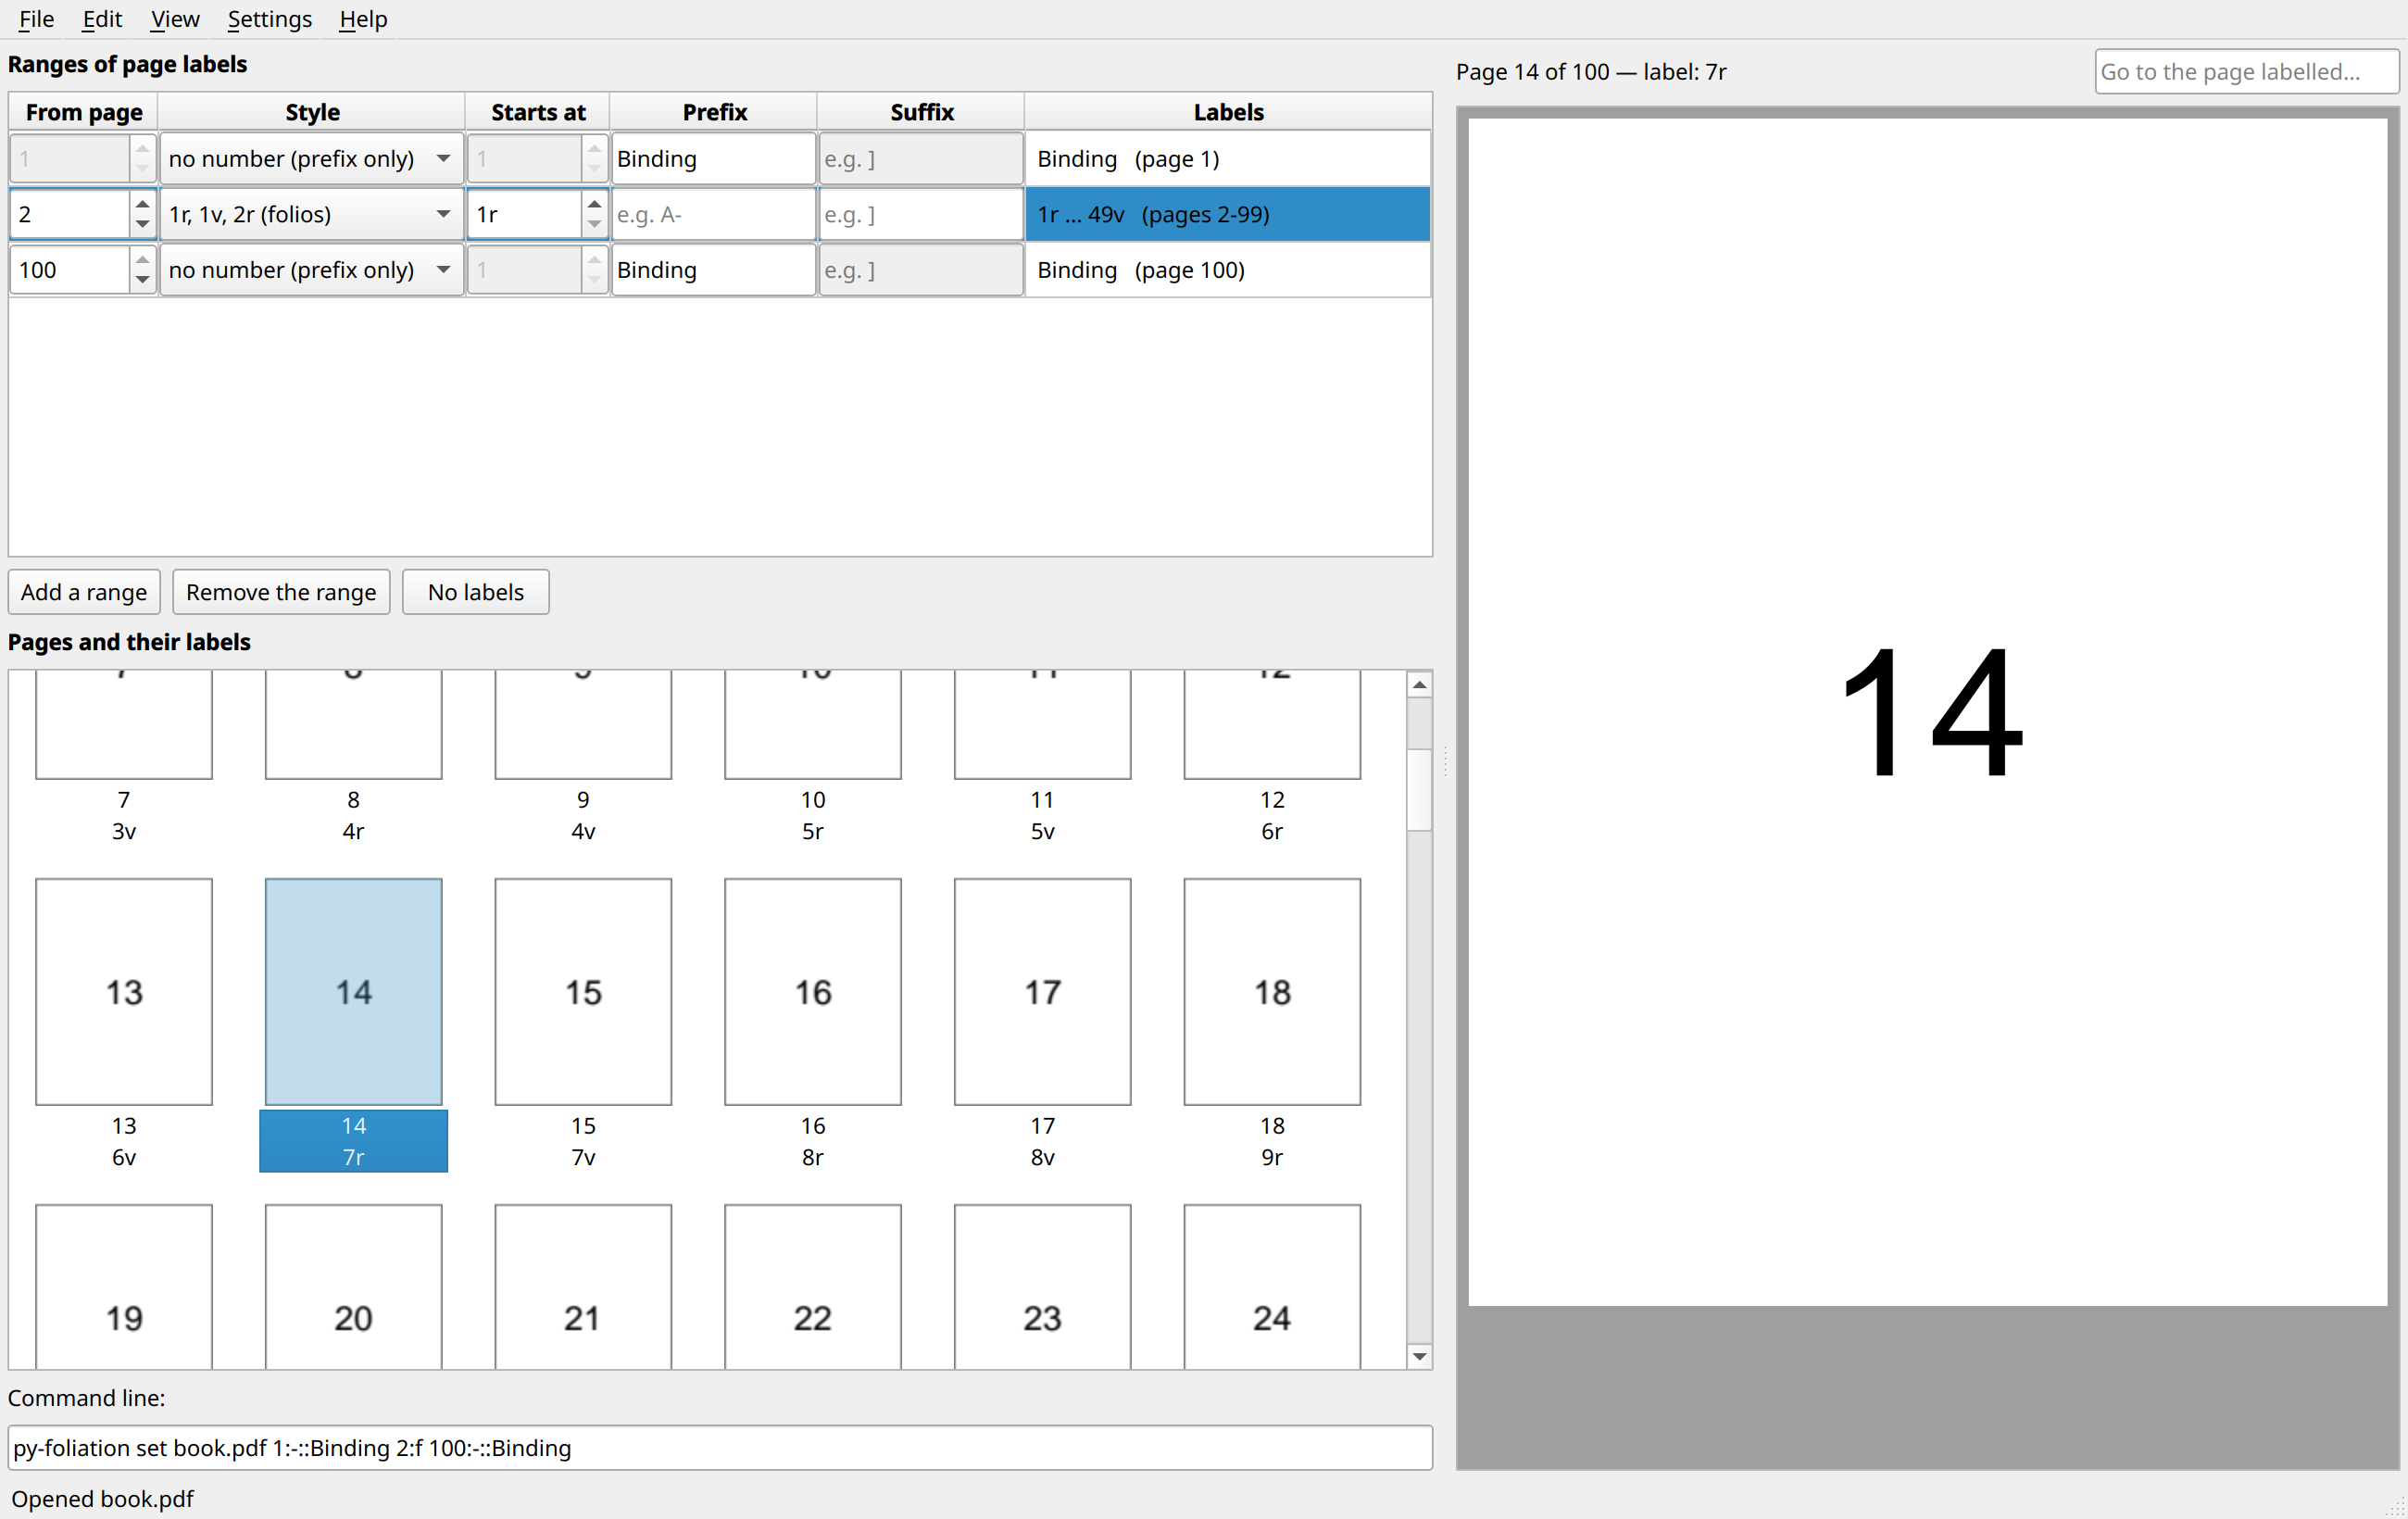 File Edit View Settings Help
Ranges of page labels
From page Style Starts at Prefix Suffix Labels
1 no number (prefix only) 1 Binding e.g. ] Binding (page 1)
2 1r, 1v, 2r (folios) 1r e.g. A- e.g. ] 1r ... 49v (pages 2-99)
100 no number (prefix only) 1 Binding e.g. ] Binding (page 100)
Add a range Remove the range No labels
Pages and their labels
7 8 9 10 11 12
7 8 9 10 11 12
3v 4r 4v 5r 5v 6r
13 14 15 16 17 18
13 14 15 16 17 18
6v 7r 7v 8r 8v 9r
19 20 21 22 23 24
Command line:
py-foliation set book.pdf 1:-::Binding 2:f 100:-::Binding
Opened book.pdf
Page 14 of 100 — label: 7r Go to the page labelled...
14